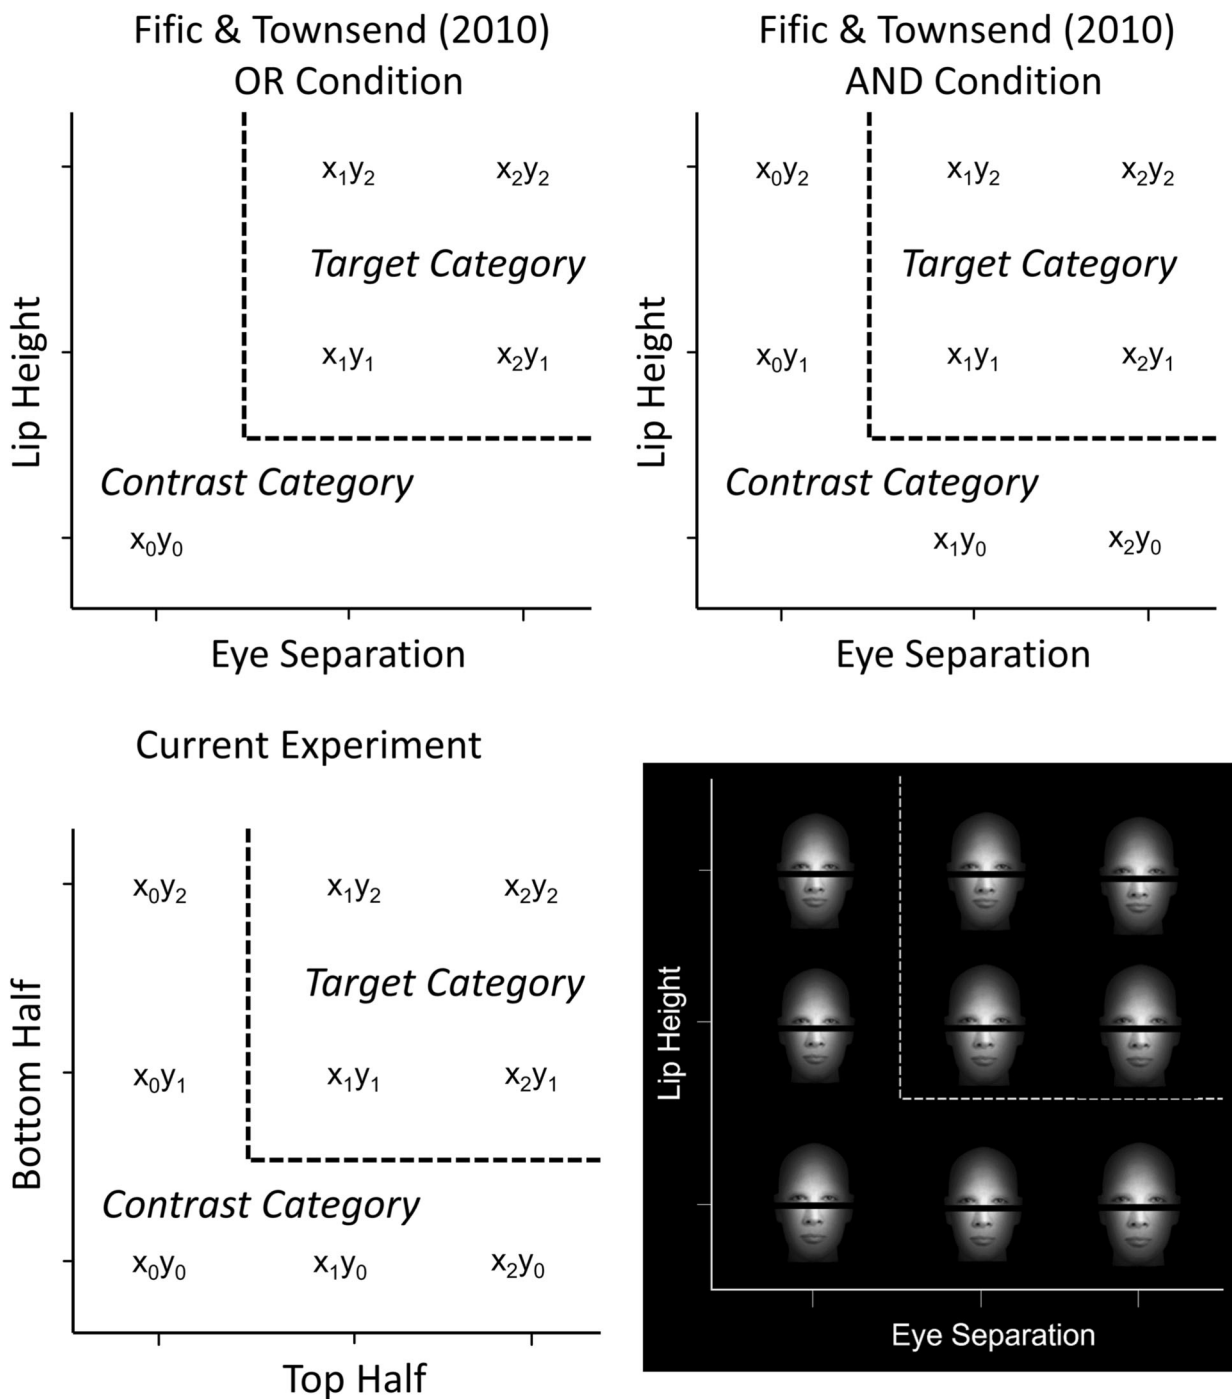 Fific & Townsend (2010)
OR Condition
Lip Height
x₁y₂ x₂y₂
Target Category
x₁y₁ x₂y₁
Contrast Category
x₀y₀
Eye Separation
Fific & Townsend (2010)
AND Condition
Lip Height
x₀y₂ x₁y₂ x₂y₂
Target Category
x₀y₁ x₁y₁ x₂y₁
Contrast Category
x₁y₀ x₂y₀
Eye Separation
Current Experiment
Bottom Half
x₀y₂ x₁y₂ x₂y₂
Target Category
x₀y₁ x₁y₁ x₂y₁
Contrast Category
x₀y₀ x₁y₀ x₂y₀
Top Half
Lip Height
Eye Separation